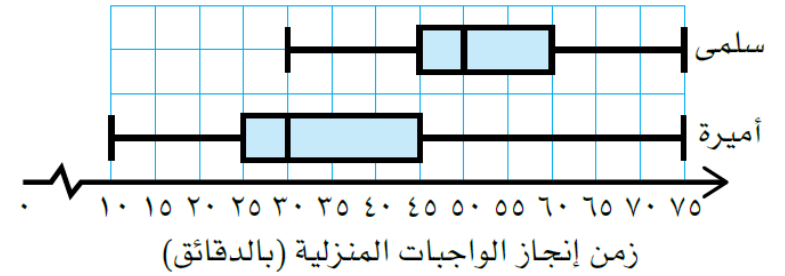 سلمى
أميرة
٠ ١٠ ١٥ ٢٠ ٢٥ ٣٠ ٣٥ ٤٠ ٤٥ ٥٠ ٥٥ ٦٠ ٦٥ ٧٠ ٧٥
زمن إنجاز الواجبات المنزلية (بالدقائق)